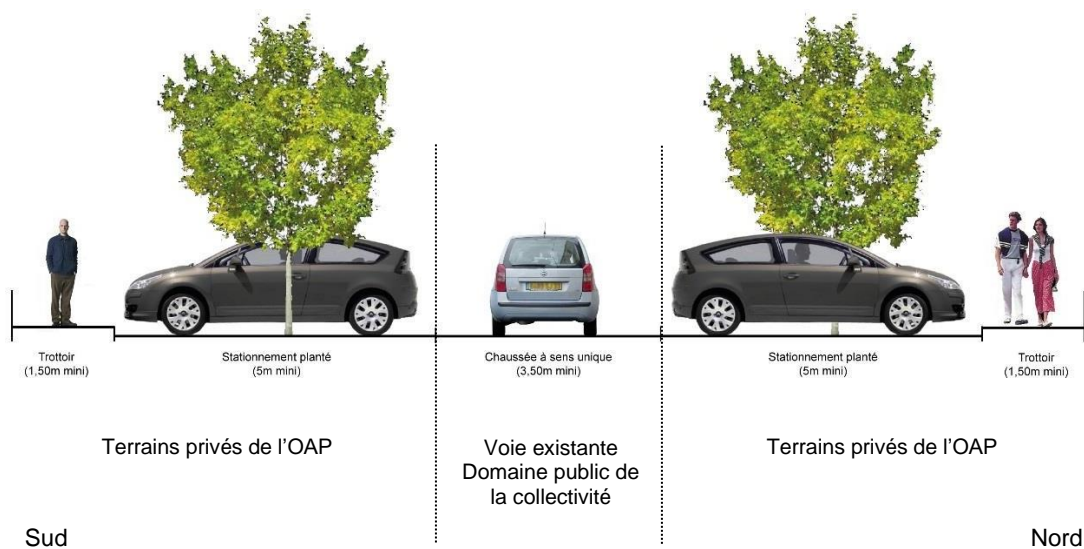 Trottoir
(1,50m mini)
Stationnement planté
(5m mini)
Chaussée à sens unique
(3,50m mini)
Stationnement planté
(5m mini)
Trottoir
(1,50m mini)
Terrains privés de l'OAP
Voie existante
Domaine public de
la collectivité
Terrains privés de l'OAP
Sud
Nord